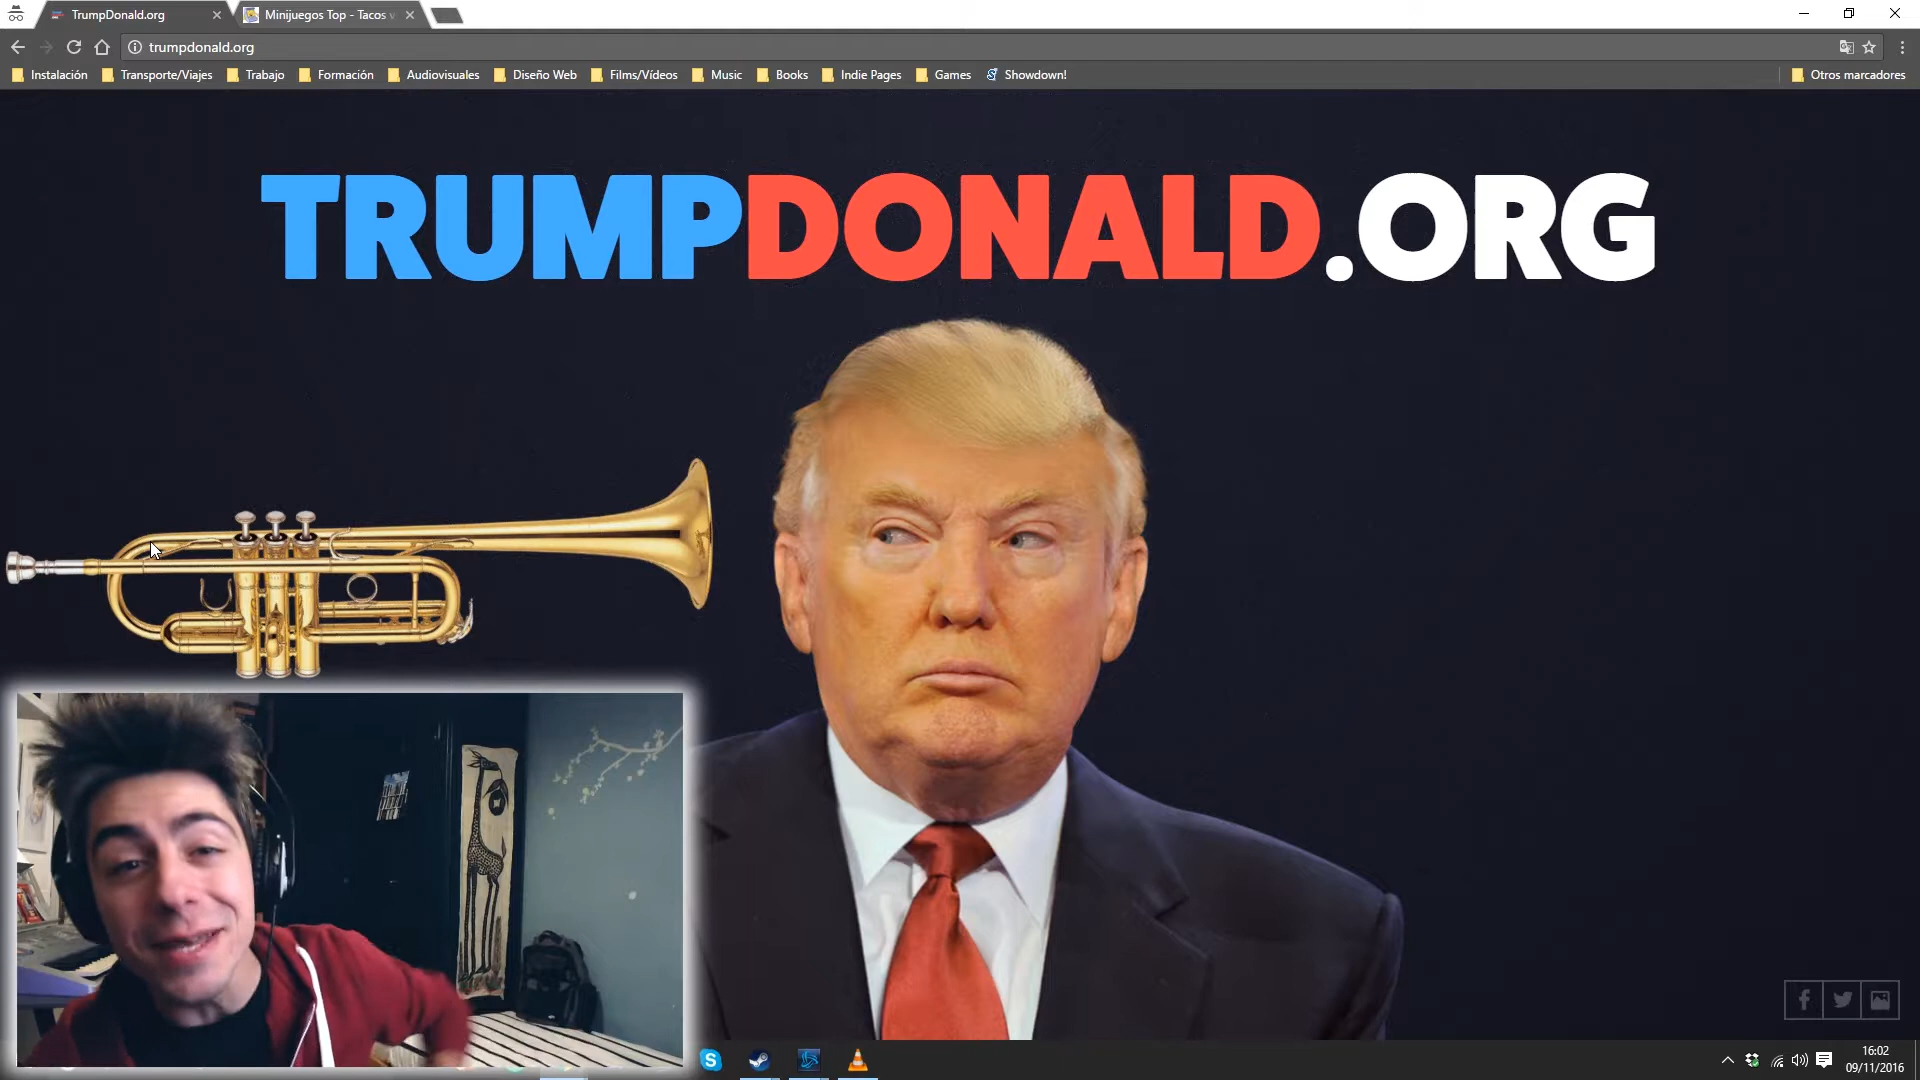 TrumpDonald.org
Minijuegos Top - Tacos v
trumpdonald.org
Instalación
Transporte/Viajes
Trabajo
Formación
Audiovisuales
Diseño Web
Films/Vídeos
Music
Books
Indie Pages
Games
Showdown!
Otros marcadores
TRUMPDONALD.ORG
16:02
09/11/2016